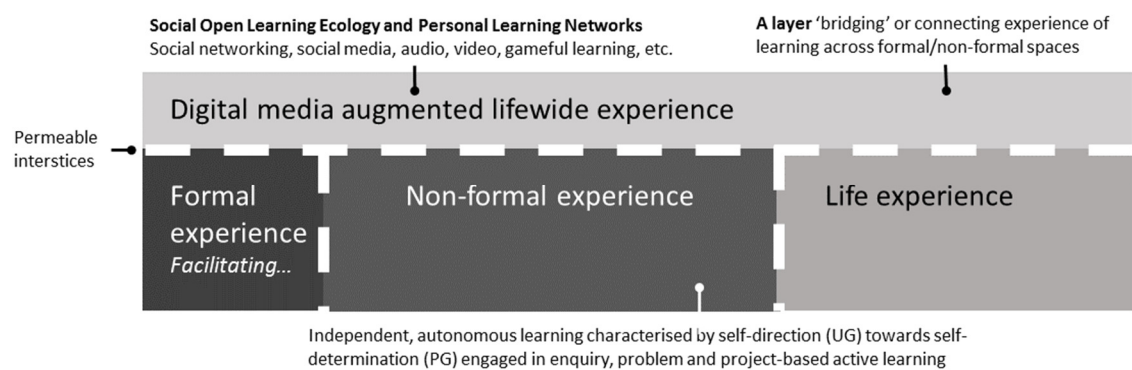 Social Open Learning Ecology and Personal Learning Networks
Social networking, social media, audio, video, gameful learning, etc.
A layer ‘bridging’ or connecting experience of
learning across formal/non-formal spaces
Digital media augmented lifewide experience
Permeable
interstices
Formal
experience
Facilitating...
Non-formal experience
Life experience
Independent, autonomous learning characterised by self-direction (UG) towards self-
determination (PG) engaged in enquiry, problem and project-based active learning